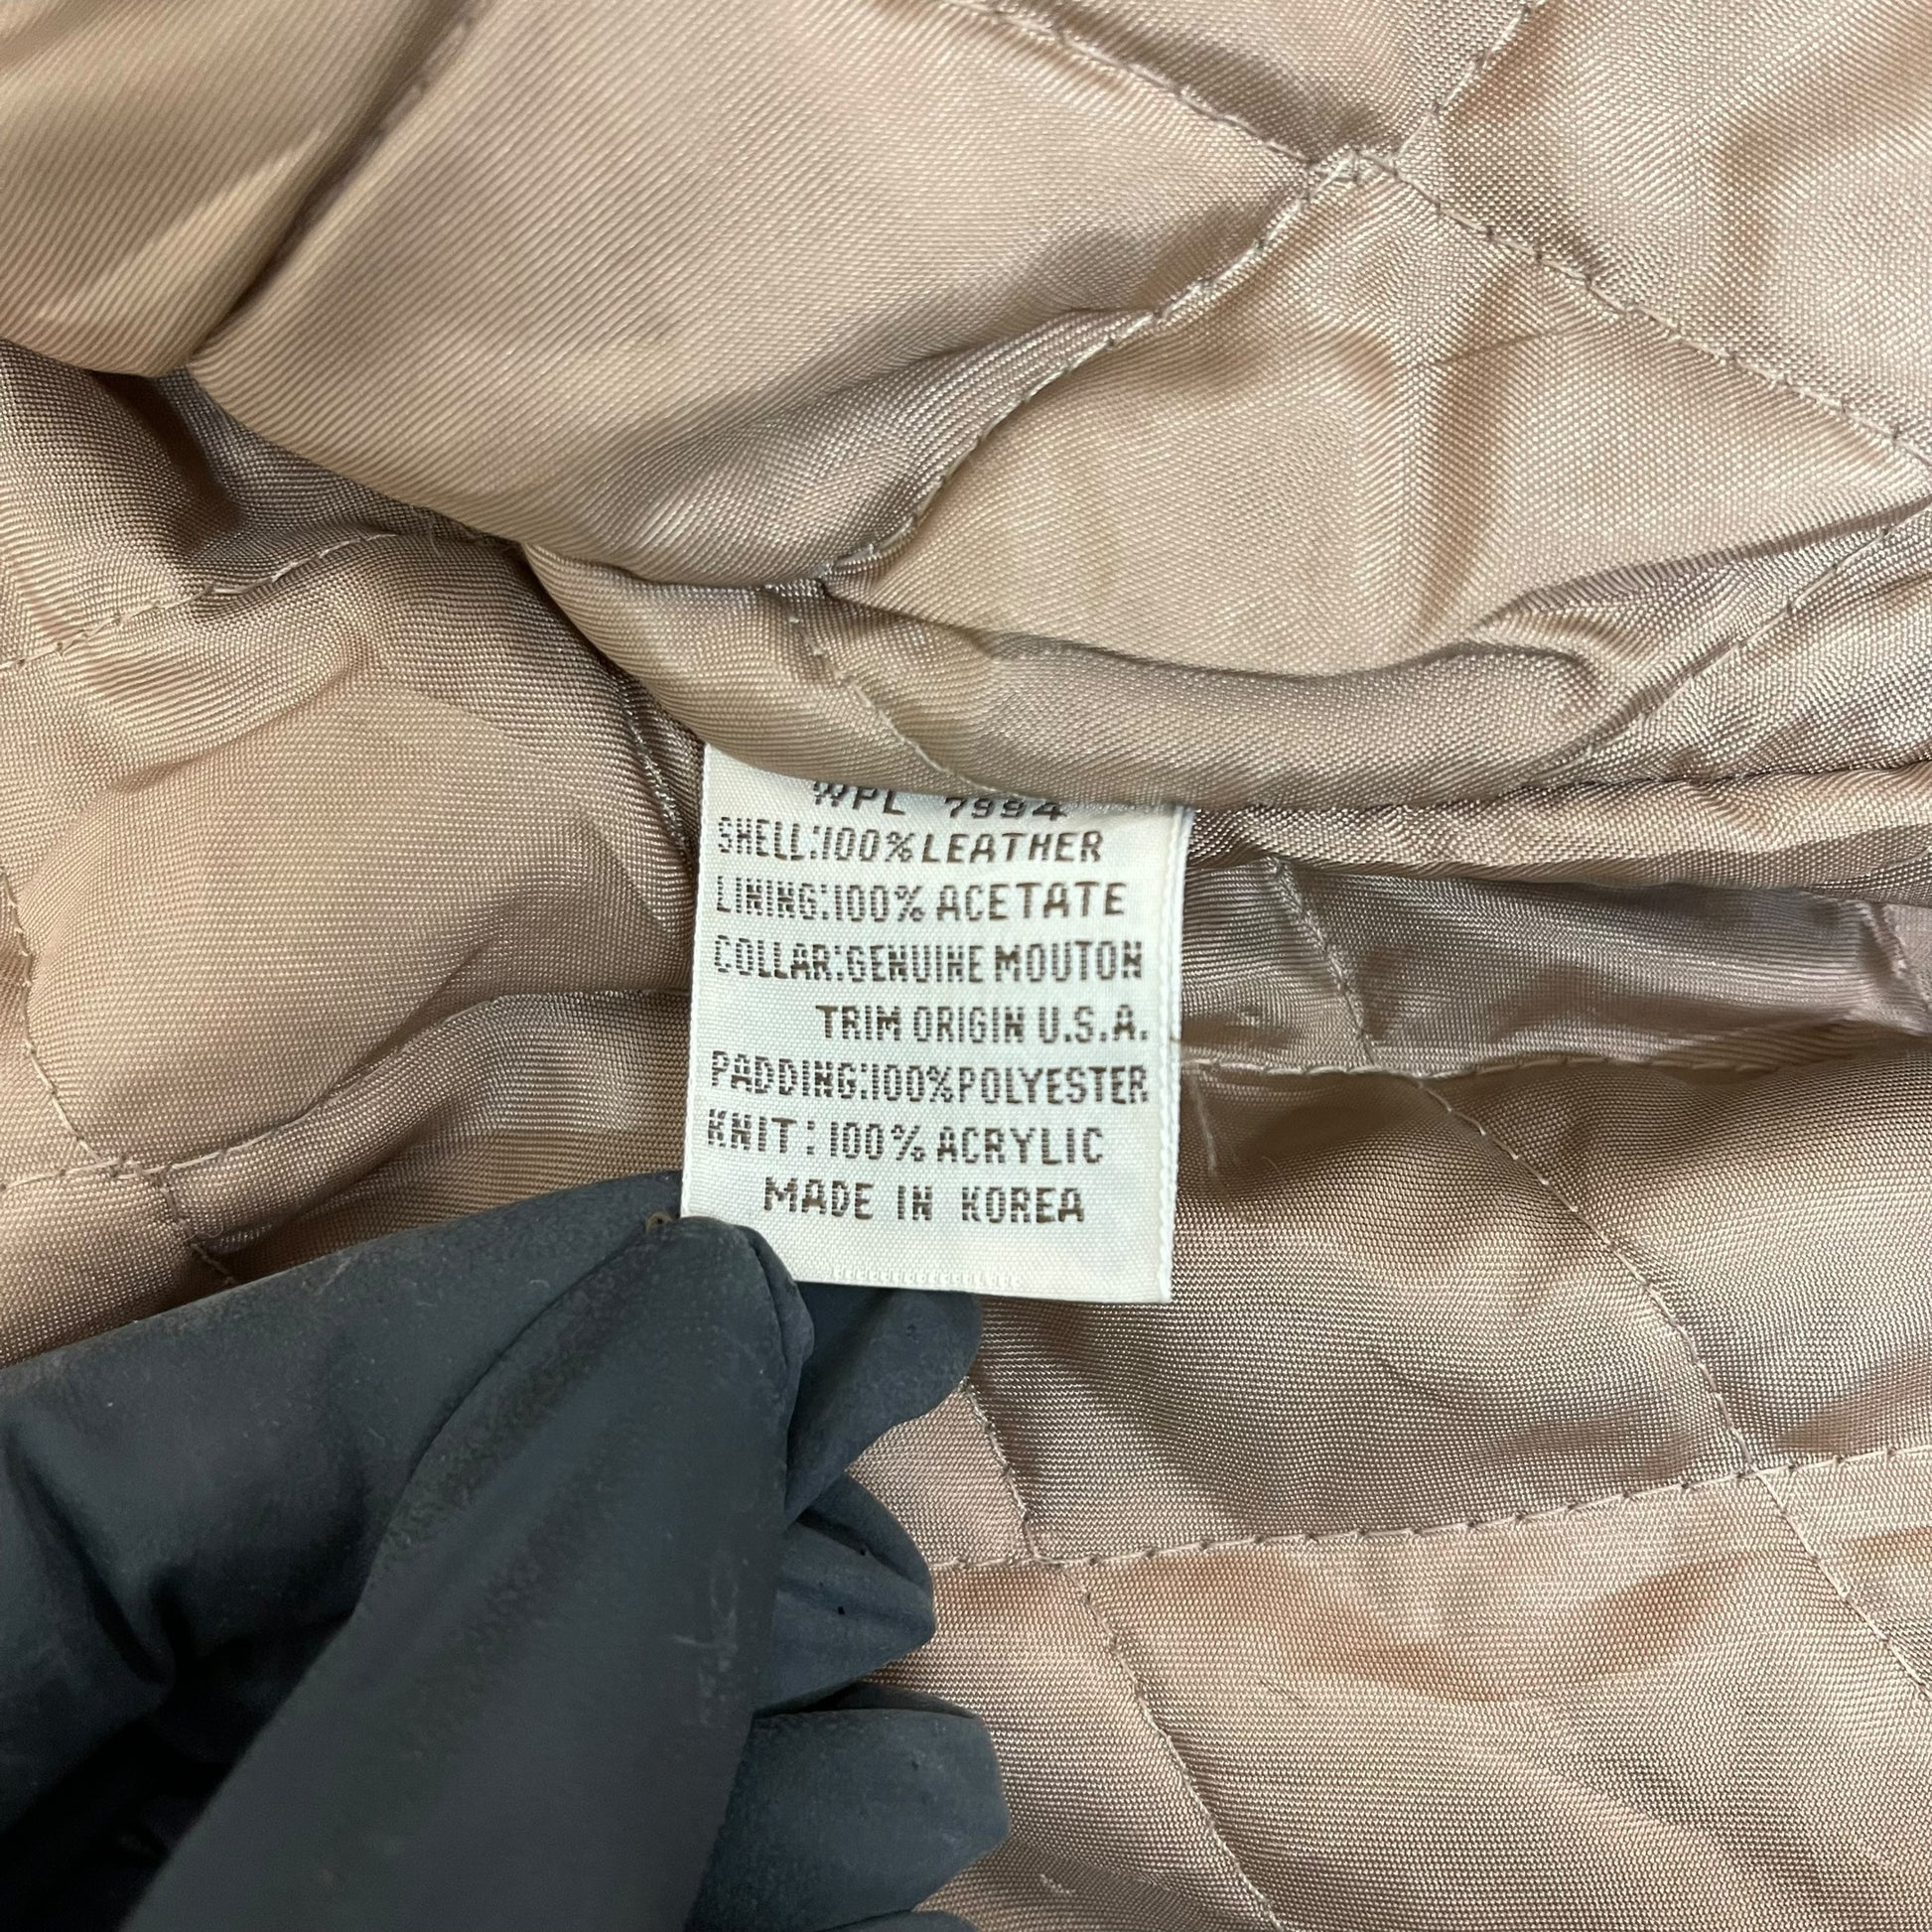 WPL 7994
SHELL:100% LEATHER
LINING:100% ACETATE
COLLAR:GENUINE MOUTON
TRIM ORIGIN U.S.A.
PADDING:100% POLYESTER
KNIT: 100% ACRYLIC
MADE IN KOREA